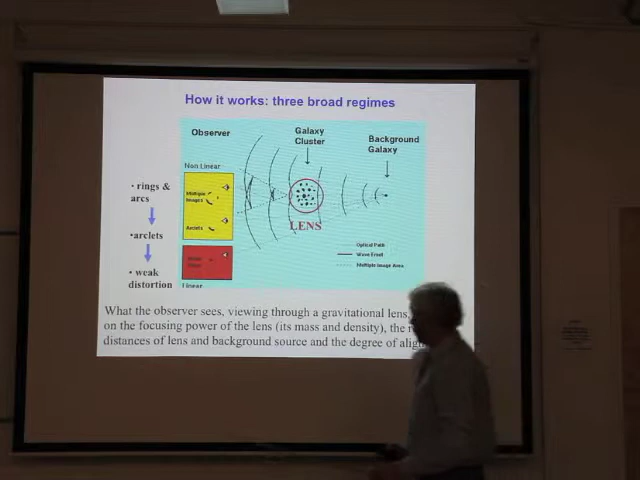 How it works: three broad regimes
Observer
Galaxy
Cluster
Background
Galaxy
Non Linear
Multiple
Images
Arclets
LENS
• rings &
arcs
•arclets
• weak
distortion
Linear
Optical Path
Wave Front
Multiple Image Area
What the observer sees, viewing through a gravitational lens,
on the focusing power of the lens (its mass and density), the
distances of lens and background source and the degree of